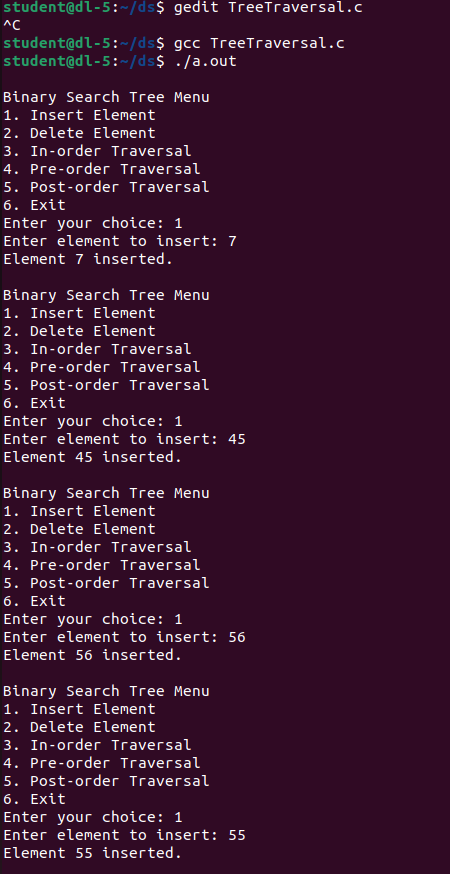 student@dl-5:~/ds$ gedit TreeTraversal.c
^C
student@dl-5:~/ds$ gcc TreeTraversal.c
student@dl-5:~/ds$ ./a.out

Binary Search Tree Menu
1. Insert Element
2. Delete Element
3. In-order Traversal
4. Pre-order Traversal
5. Post-order Traversal
6. Exit
Enter your choice: 1
Enter element to insert: 7
Element 7 inserted.

Binary Search Tree Menu
1. Insert Element
2. Delete Element
3. In-order Traversal
4. Pre-order Traversal
5. Post-order Traversal
6. Exit
Enter your choice: 1
Enter element to insert: 45
Element 45 inserted.

Binary Search Tree Menu
1. Insert Element
2. Delete Element
3. In-order Traversal
4. Pre-order Traversal
5. Post-order Traversal
6. Exit
Enter your choice: 1
Enter element to insert: 56
Element 56 inserted.

Binary Search Tree Menu
1. Insert Element
2. Delete Element
3. In-order Traversal
4. Pre-order Traversal
5. Post-order Traversal
6. Exit
Enter your choice: 1
Enter element to insert: 55
Element 55 inserted.